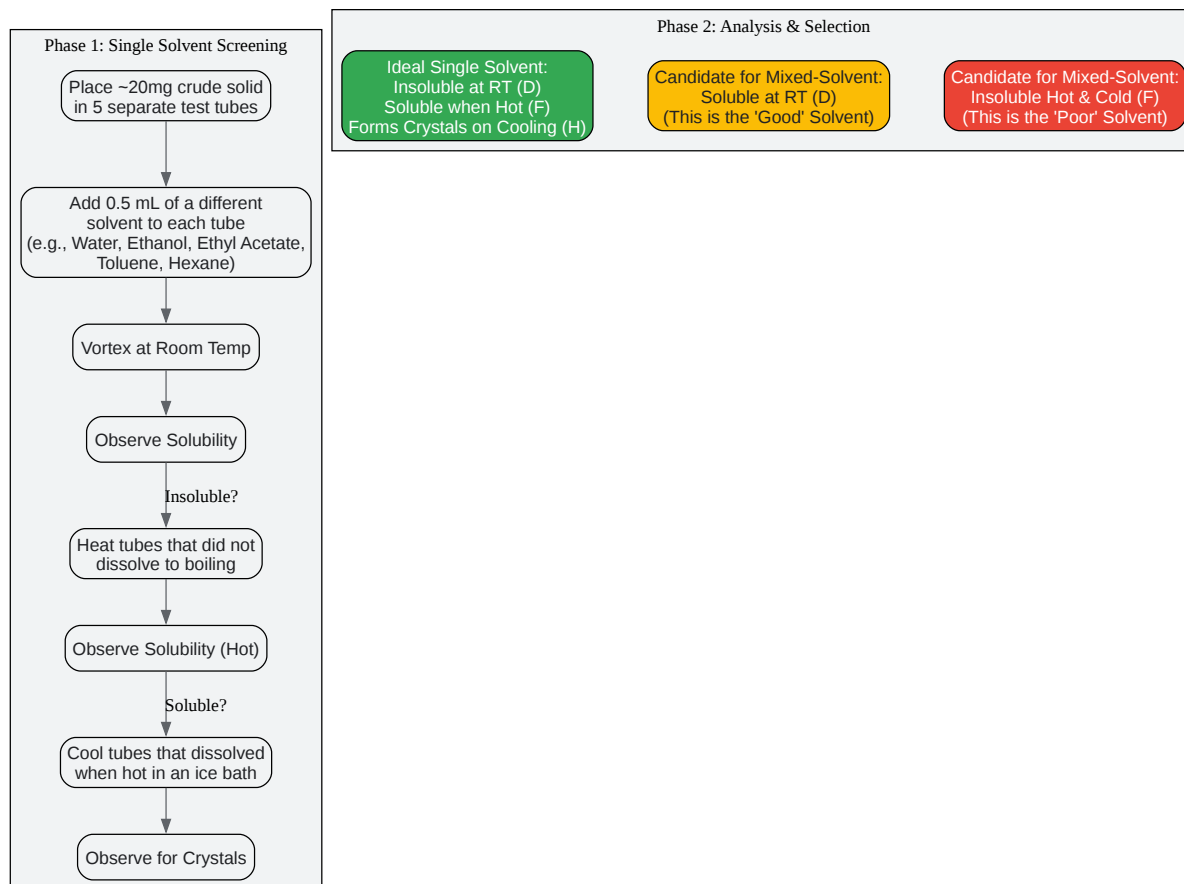 Phase 1: Single Solvent Screening
Place ~20mg crude solid
in 5 separate test tubes
Add 0.5 mL of a different
solvent to each tube
(e.g., Water, Ethanol, Ethyl Acetate,
Toluene, Hexane)
Vortex at Room Temp
Observe Solubility
Insoluble?
Heat tubes that did not
dissolve to boiling
Observe Solubility (Hot)
Soluble?
Cool tubes that dissolved
when hot in an ice bath
Observe for Crystals
Phase 2: Analysis & Selection
Ideal Single Solvent:
Insoluble at RT (D)
Soluble when Hot (F)
Forms Crystals on Cooling (H)
Candidate for Mixed-Solvent:
Soluble at RT (D)
(This is the 'Good' Solvent)
Candidate for Mixed-Solvent:
Insoluble Hot & Cold (F)
(This is the 'Poor' Solvent)